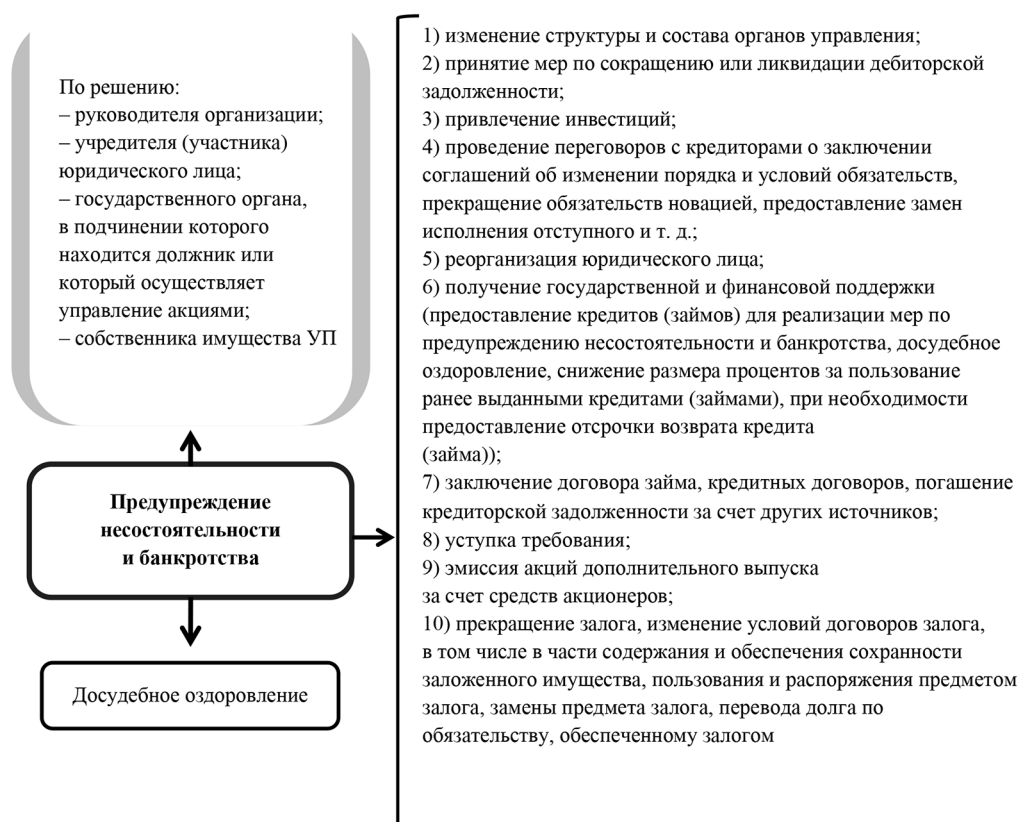 По решению:
– руководителя организации;
– учредителя (участника)
юридического лица;
– государственного органа,
в подчинении которого
находится должник или
который осуществляет
управление акциями;
– собственника имущества УП
Предупреждение
несостоятельности
и банкротства
Досудебное оздоровление
1) изменение структуры и состава органов управления;
2) принятие мер по сокращению или ликвидации дебиторской
задолженности;
3) привлечение инвестиций;
4) проведение переговоров с кредиторами о заключении
соглашений об изменении порядка и условий обязательств,
прекращение обязательств новацией, предоставление замен
исполнения отступного и т. д.;
5) реорганизация юридического лица;
6) получение государственной и финансовой поддержки
(предоставление кредитов (займов) для реализации мер по
предупреждению несостоятельности и банкротства, досудебное
оздоровление, снижение размера процентов за пользование
ранее выданными кредитами (займами), при необходимости
предоставление отсрочки возврата кредита
(займа));
7) заключение договора займа, кредитных договоров, погашение
кредиторской задолженности за счет других источников;
8) уступка требования;
9) эмиссия акций дополнительного выпуска
за счет средств акционеров;
10) прекращение залога, изменение условий договоров залога,
в том числе в части содержания и обеспечения сохранности
заложенного имущества, пользования и распоряжения предметом
залога, замены предмета залога, перевода долга по
обязательству, обеспеченному залогом